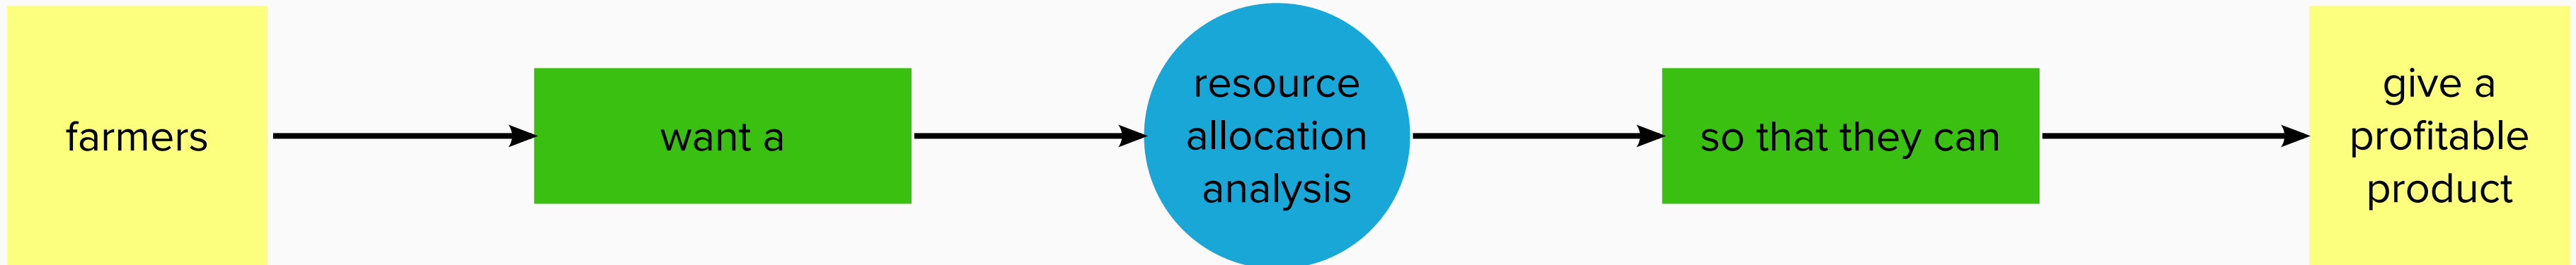 farmers
want a
resource
allocation
analysis
so that they can
give a
profitable
product